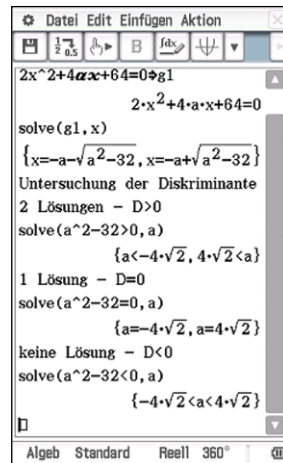 Datei Edit Einfügen Aktion
B
2x^2+4ax+64=0⇒g1
2·x²+4·a·x+64=0
solve(g1,x)
{x=-a-√(a²-32),x=-a+√(a²-32)}
Untersuchung der Diskriminante
2 Lösungen - D>0
solve(a^2-32>0,a)
{a<-4·√2,4·√2<a}
1 Lösung - D=0
solve(a^2-32=0,a)
{a=-4·√2,a=4·√2}
keine Lösung - D<0
solve(a^2-32<0,a)
{-4·√2<a<4·√2}
Algeb Standard Reell 360°